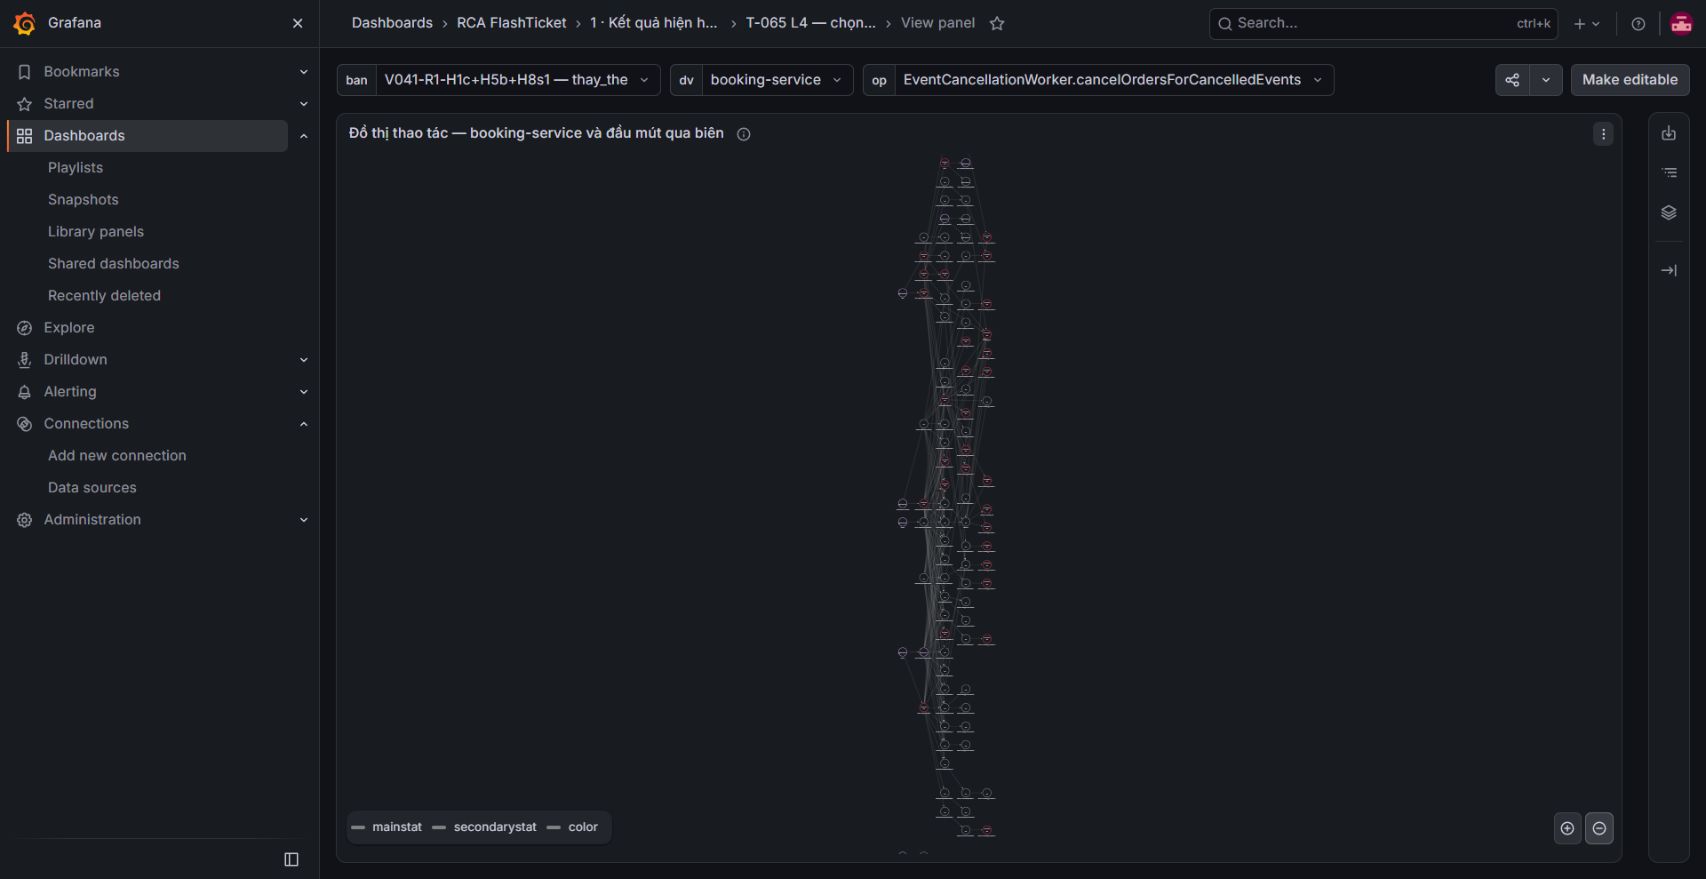 Grafana
Dashboards › RCA FlashTicket › 1 · Kết quả hiện h... › T-065 L4 — chọn... › View panel
Search... ctrl+k
Bookmarks
Starred
Dashboards
Playlists
Snapshots
Library panels
Shared dashboards
Recently deleted
Explore
Drilldown
Alerting
Connections
Add new connection
Data sources
Administration
ban V041-R1-H1c+H5b+H8s1 — thay_the dv booking-service op EventCancellationWorker.cancelOrdersForCancelledEvents
Make editable
Đồ thị thao tác — booking-service và đầu mút qua biên
mainstat secondarystat color